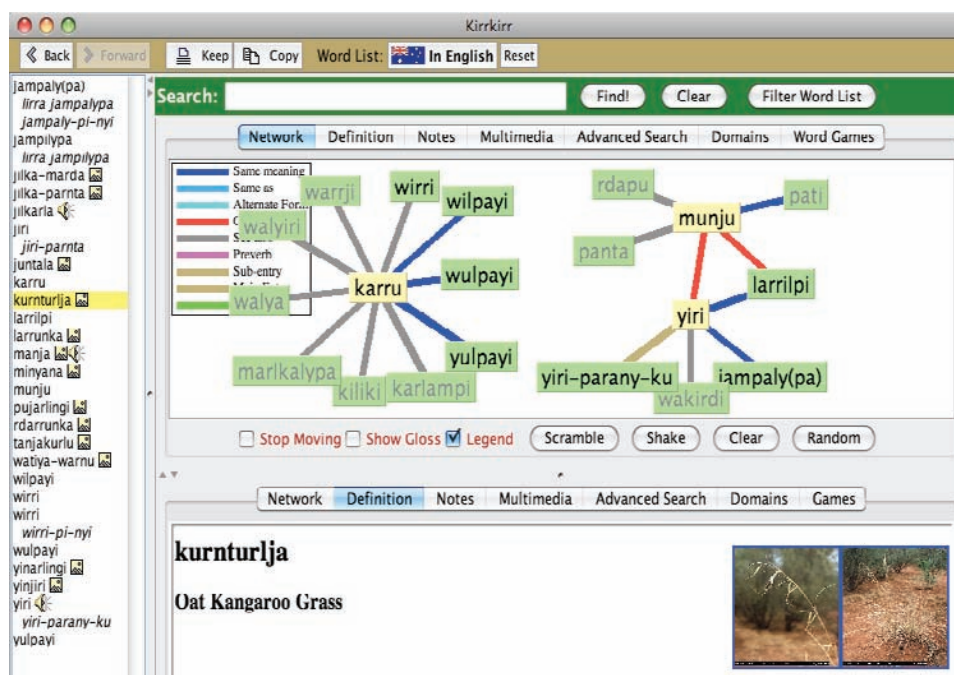 Kirrkirr
Back Forward Keep Copy Word List: In English Reset
jampaly(pa)
lirra jampalypa
jampaly-pi-nyi
jampilypa
lirra jampilypa
jilka-marda
jilka-parnta
jilkarla
jiri
jiri-parnta
juntala
karru
kurnturlja
larrilpi
larrunka
manja
minyana
munju
pujarlingi
rdarrunka
tanjakurlu
watiya-warnu
wilpayi
wirri
wirri
wirri-pi-nyi
wulpayi
yinarlingi
yinjiri
yiri
yiri-parany-ku
yulpayi
Search: Find! Clear Filter Word List
Network Definition Notes Multimedia Advanced Search Domains Word Games
Same meaning
Same as
Alternate For...
Preverb
Sub-entry
warrji
wirri
wilpayi
walyiri
wulpayi
karru
walya
yulpayi
marlkalypa
kiliki
karlampi
rdapu
munju
pati
panta
larrilpi
yiri
yiri-parany-ku
jampaly(pa)
wakirdi
Stop Moving Show Gloss Legend Scramble Shake Clear Random
Network Definition Notes Multimedia Advanced Search Domains Games
kurnturlja
Oat Kangaroo Grass